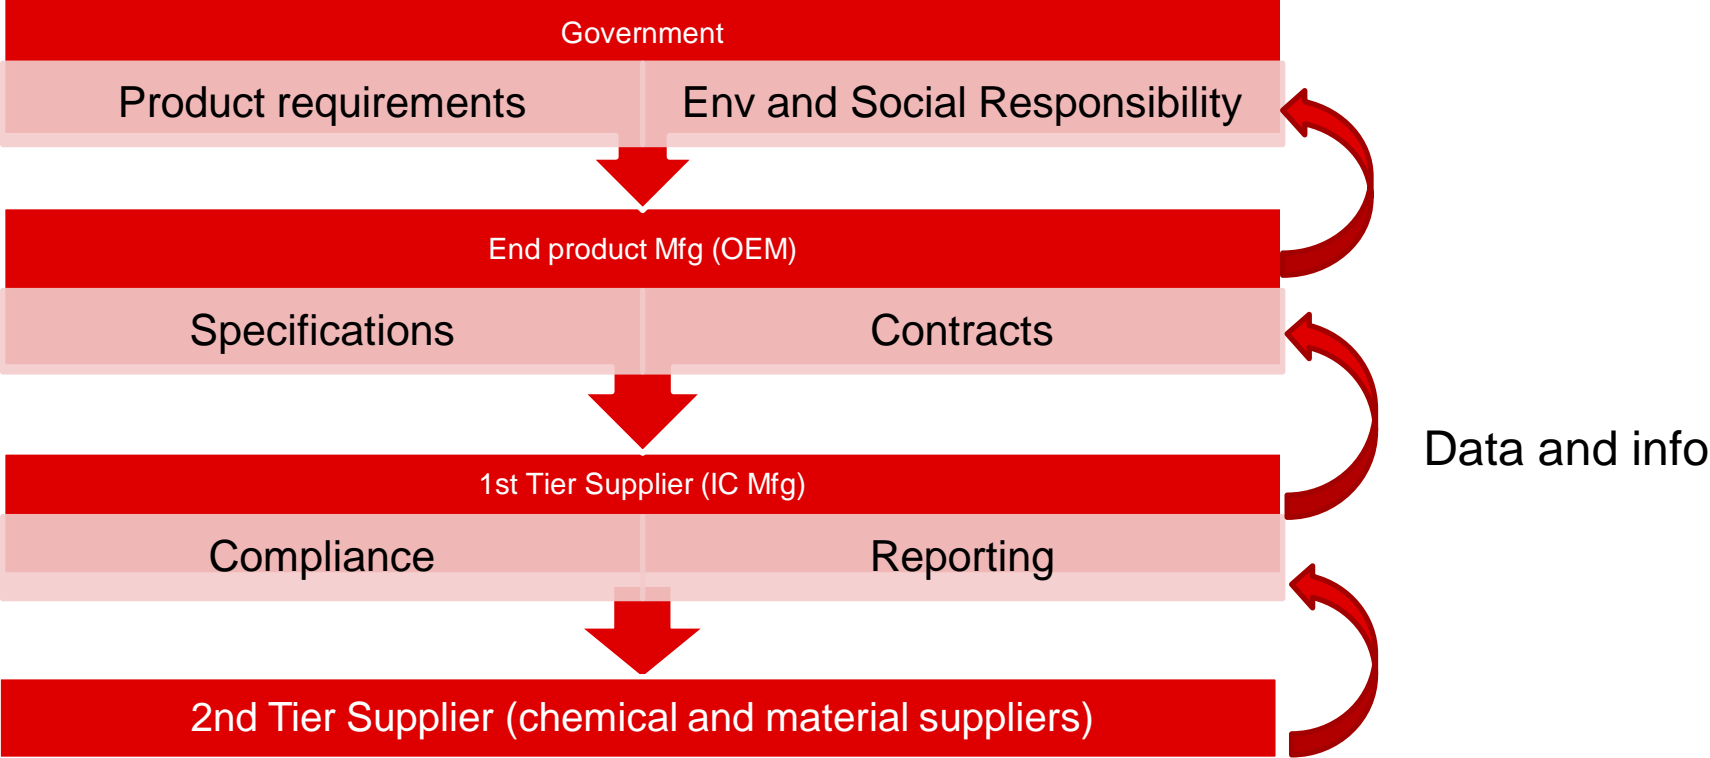 Government
Product requirements
Env and Social Responsibility
End product Mfg (OEM)
Specifications
Contracts
Data and info
1st Tier Supplier (IC Mfg)
Compliance
Reporting
2nd Tier Supplier (chemical and material suppliers)